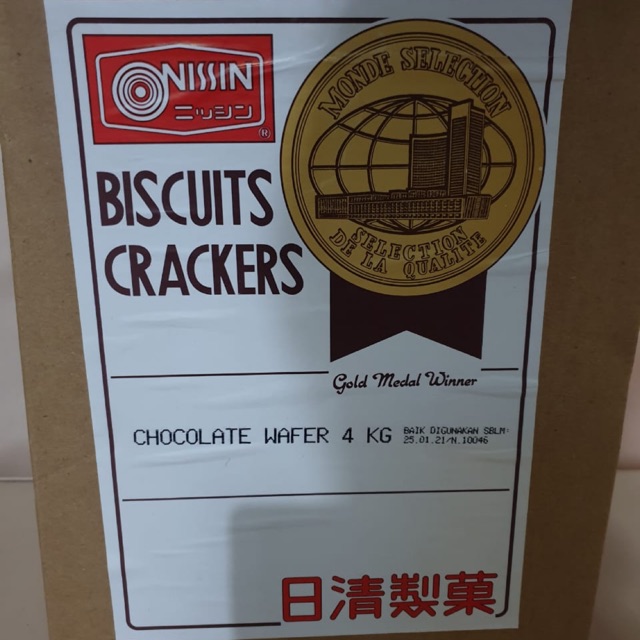 NISSIN
ニッシン
®
MONDE SELECTION
SELECTION
DE LA QUALITE
BISCUITS
CRACKERS
Gold Medal Winner
CHOCOLATE WAFER 4 KG
BAIK DIGUNAKAN SBLM:
25.01.21/N.10046
日清製菓